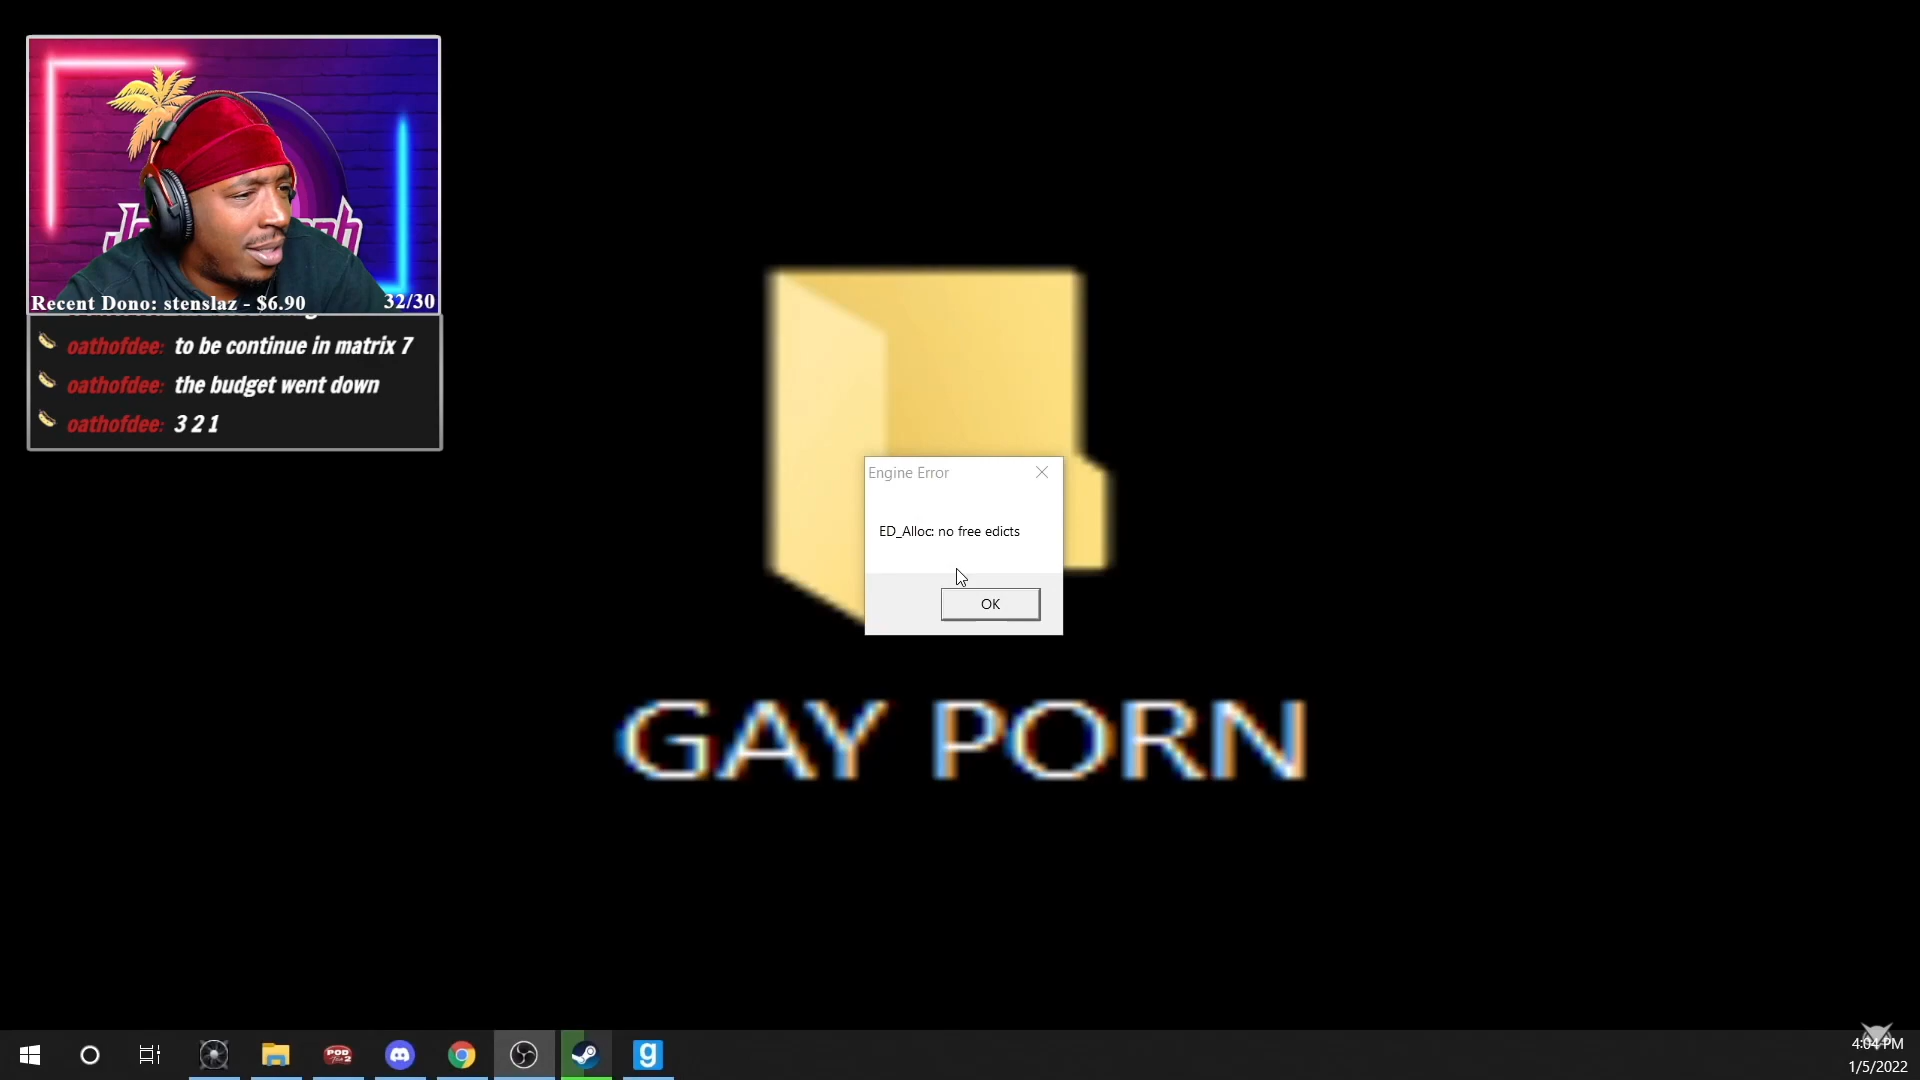 Recent Dono: stenslaz - $6.90
32/30
oathofdee: to be continue in matrix 7
oathofdee: the budget went down
oathofdee: 3 2 1
Engine Error
ED_Alloc: no free edicts
OK
GAY PORN
POD
2
g
4:04 PM
1/5/2022